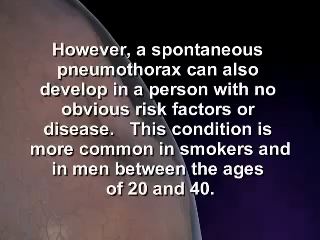 However, a spontaneous
pneumothorax can also
develop in a person with no
obvious risk factors or
disease.   This condition is
more common in smokers and
in men between the ages
of 20 and 40.